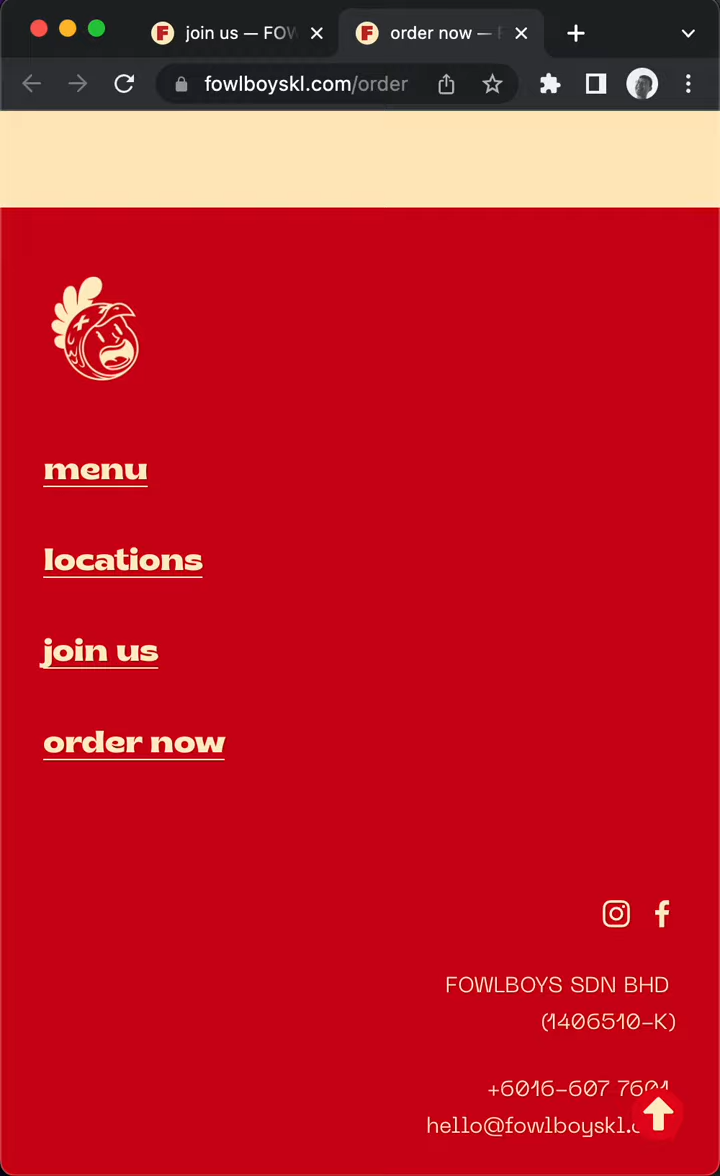 join us — FOW
order now — F
fowlboyskl.com/order
menu
locations
join us
order now
FOWLBOYS SDN BHD
(1406510-K)
+6016-607 7601
hello@fowlboyskl.c